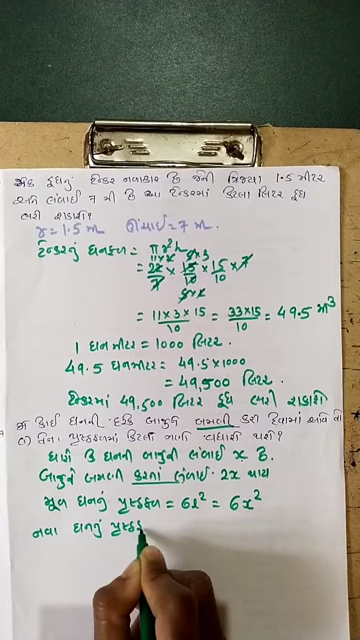 એક દૂધનું ટેન્કર નળાકાર છે જેની ત્રિજ્યા 1.5 મીટર
અને લંબાઈ 7 મી છે આ ટેન્કરમાં કેટલા લિટર દૂધ
ભરી શકાશે?
r = 1.5 m ઊંચાઈ = 7 m.
ટેન્કરનું ઘનફળ = πr²h
= 22/7 × 15/10 × 15/10 × 7
= 11×3×15/10 = 33×15/10 = 49.5 મી³
1 ઘનમીટર = 1000 લિટર.
49.5 ઘનમીટર = 49.5×1000
= 49,500 લિટર.
ટેન્કરમાં 49,500 લિટર દૂધ ભરી શકાશે
કોઈ ઘનની દરેક બાજુને બમણી કરી દેવામાં આવે તો
તેના પૃષ્ઠફળમાં કેટલો વધારો થશે?
ધારો કે ઘનની બાજુની લંબાઈ x છે.
બાજુને બમણી કરતાં લંબાઈ 2x થાય
મૂળ ઘનનું પૃષ્ઠફળ = 6l² = 6x²
નવા ઘનનું પૃષ્ઠફ